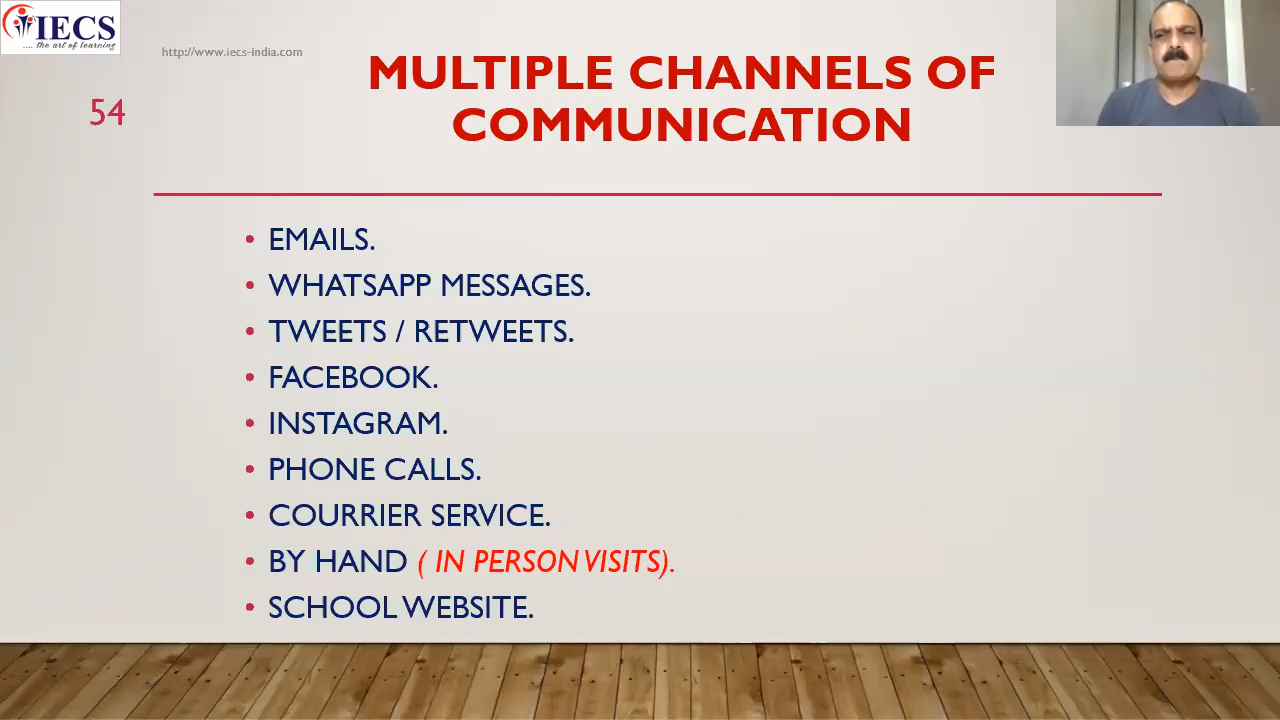 IECS
.... the art of learning
http://www.iecs-india.com
54
MULTIPLE CHANNELS OF
COMMUNICATION
• EMAILS.
• WHATSAPP MESSAGES.
• TWEETS / RETWEETS.
• FACEBOOK.
• INSTAGRAM.
• PHONE CALLS.
• COURRIER SERVICE.
• BY HAND ( IN PERSON VISITS).
• SCHOOL WEBSITE.